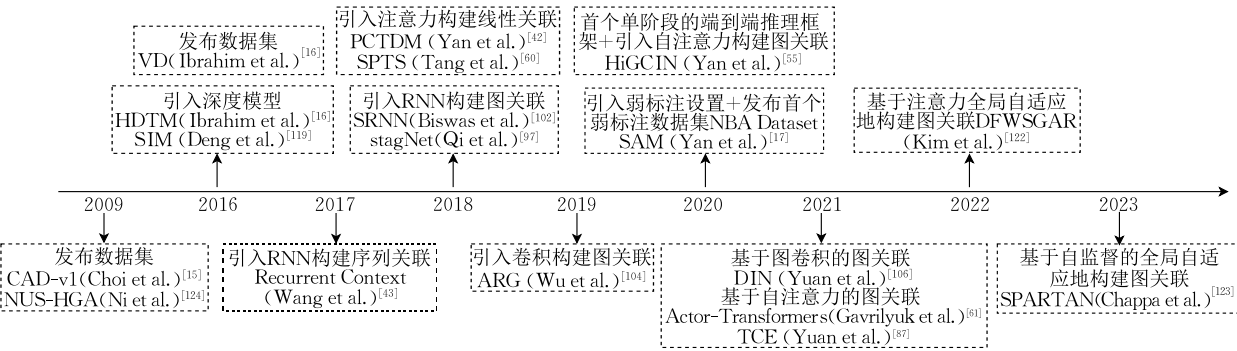 发布数据集
VD(Ibrahim et al.)[16]
引入注意力构建线性关联
PCTDM (Yan et al.)[42]
SPTS (Tang et al.)[60]
首个单阶段的端到端推理框
架+引入自注意力构建图关联
HiGCIN (Yan et al.)[55]
引入深度模型
HDTM(Ibrahim et al.)[16]
SIM (Deng et al.)[119]
引入RNN构建图关联
SRNN(Biswas et al.)[102]
stagNet(Qi et al.)[97]
引入弱标注设置+发布首个
弱标注数据集NBA Dataset
SAM (Yan et al.)[17]
基于注意力全局自适应
地构建图关联DFWSGAR
(Kim et al.)[122]
2009 2016 2017 2018 2019 2020 2021 2022 2023
发布数据集
CAD-v1(Choi et al.)[15]
NUS-HGA(Ni et al.)[124]
引入RNN构建序列关联
Recurrent Context
(Wang et al.)[43]
引入卷积构建图关联
ARG (Wu et al.)[104]
基于图卷积的图关联
DIN (Yuan et al.)[106]
基于自注意力的图关联
Actor-Transformers(Gavrilyuk et al.)[61]
TCE (Yuan et al.)[87]
基于自监督的全局自适
应地构建图关联
SPARTAN(Chappa et al.)[123]